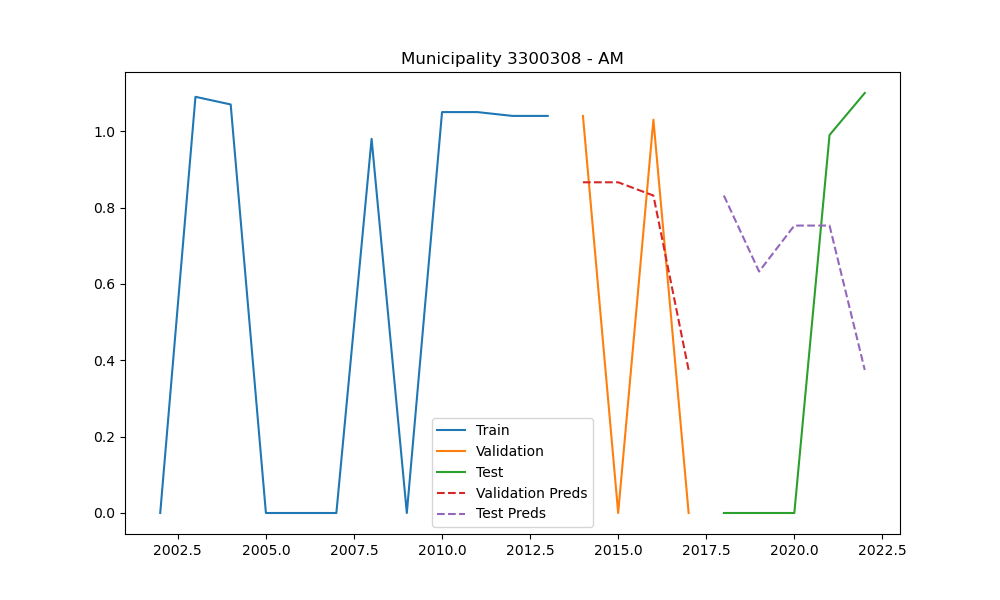 Municipality 3300308 - AM
1.0
0.8
0.6
0.4
0.2
0.0
Train
Validation
Test
Validation Preds
Test Preds
2002.5 2005.0 2007.5 2010.0 2012.5 2015.0 2017.5 2020.0 2022.5